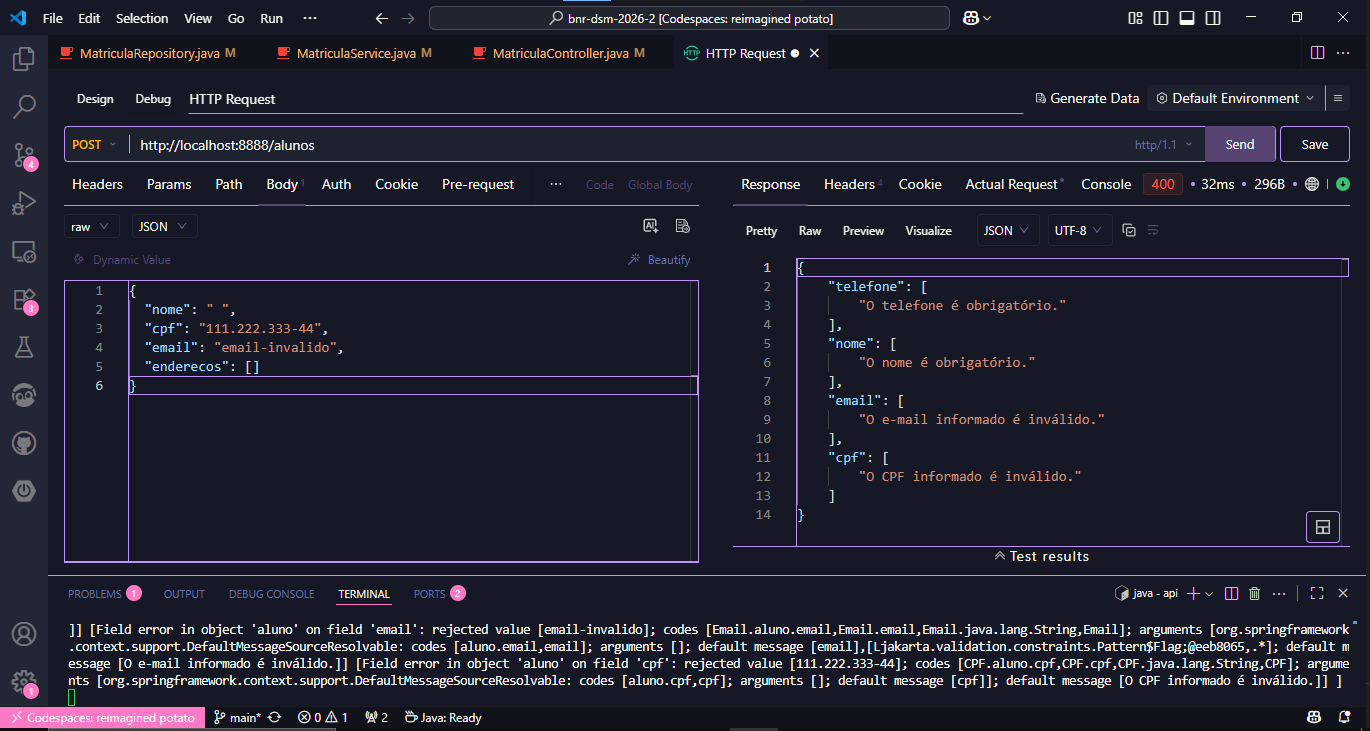 File Edit Selection View Go Run ··· bnr-dsm-2026-2 [Codespaces: reimagined potato]
MatriculaRepository.java M MatriculaService.java M MatriculaController.java M HTTP HTTP Request
Design Debug HTTP Request Generate Data Default Environment
POST http://localhost:8888/alunos http/1.1 Send Save
Headers Params Path Body 1 Auth Cookie Pre-request ··· Code Global Body
raw JSON
Dynamic Value Beautify
1 {
2 "nome": " ",
3 "cpf": "111.222.333-44",
4 "email": "email-invalido",
5 "enderecos": []
6 }
Response Headers 4 Cookie Actual Request Console 400 • 32ms • 296B •
Pretty Raw Preview Visualize JSON UTF-8
1 {
2 "telefone": [
3 "O telefone é obrigatório."
4 ],
5 "nome": [
6 "O nome é obrigatório."
7 ],
8 "email": [
9 "O e-mail informado é inválido."
10 ],
11 "cpf": [
12 "O CPF informado é inválido."
13 ]
14 }
Test results
PROBLEMS 1 OUTPUT DEBUG CONSOLE TERMINAL PORTS 2 java - api
]] [Field error in object 'aluno' on field 'email': rejected value [email-invalido]; codes [Email.aluno.email,Email.email,Email.java.lang.String,Email]; arguments [org.springframework
.context.support.DefaultMessageSourceResolvable: codes [aluno.email,email]; arguments []; default message [email],[Ljakarta.validation.constraints.Pattern$Flag;@eeb8065,.*]; default m
essage [O e-mail informado é inválido.]] [Field error in object 'aluno' on field 'cpf': rejected value [111.222.333-44]; codes [CPF.aluno.cpf,CPF.cpf,CPF.java.lang.String,CPF]; argume
nts [org.springframework.context.support.DefaultMessageSourceResolvable: codes [aluno.cpf,cpf]; arguments []; default message [cpf]]; default message [O CPF informado é inválido.]] ]
4
3
1
Codespaces: reimagined potato main* 0 1 2 Java: Ready